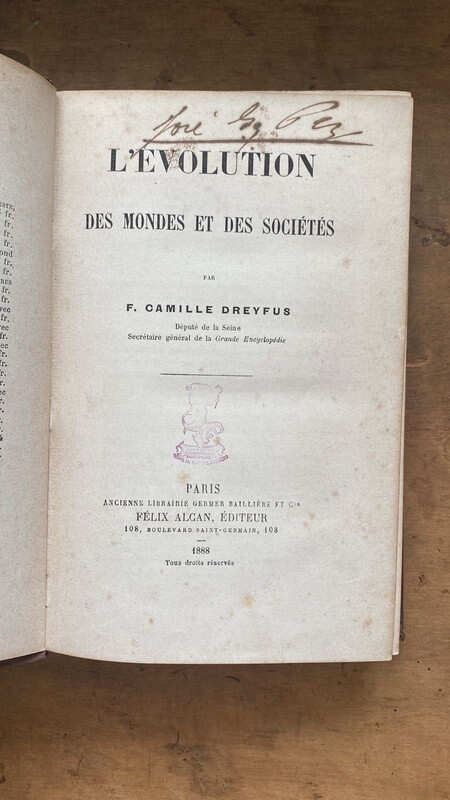 José
L'ÉVOLUTION
DES MONDES ET DES SOCIÉTÉS
PAR
F. CAMILLE DREYFUS
Député de la Seine
Secrétaire général de la Grande Encyclopédie
PARIS
ANCIENNE LIBRAIRIE GERMER BAILLIÈRE ET Cie
FÉLIX ALCAN, ÉDITEUR
108, BOULEVARD SAINT-GERMAIN, 108
1888
Tous droits réservés